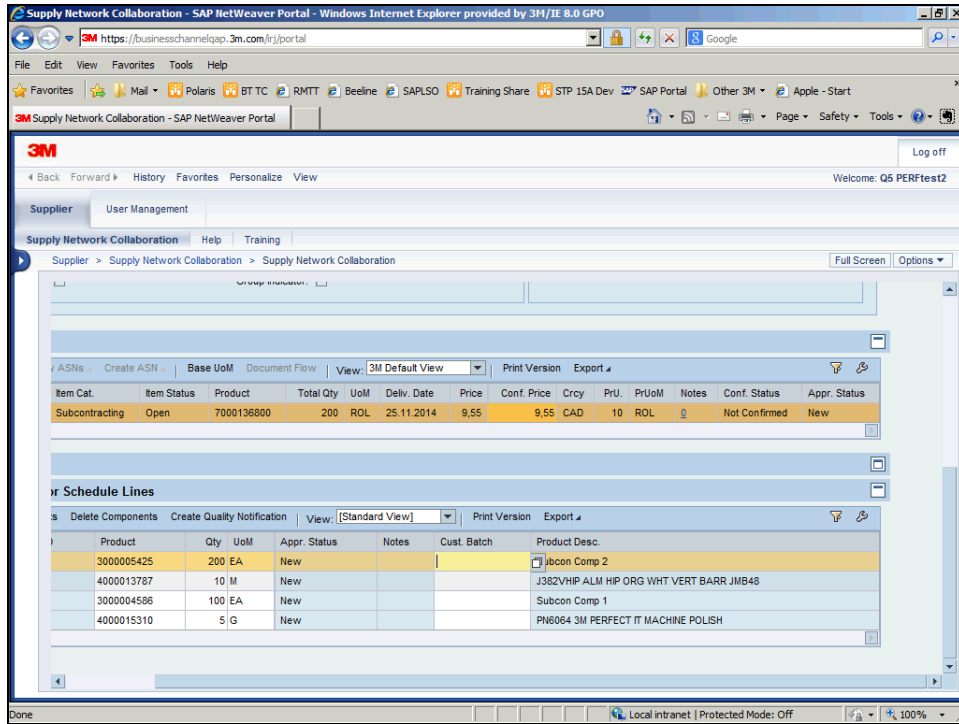 Supply Network Collaboration - SAP NetWeaver Portal - Windows Internet Explorer provided by 3M/IE 8.0 GPO
3M https://businesschannelqap.3m.com/irj/portal Google
File Edit View Favorites Tools Help
Favorites Mail Polaris BT TC RMTT Beeline SAPLSO Training Share STP 15A Dev SAP Portal Other 3M Apple - Start
3M Supply Network Collaboration - SAP NetWeaver Portal Page Safety Tools
3M Log off
Back Forward History Favorites Personalize View Welcome: Q5 PERFtest2
Supplier User Management
Supply Network Collaboration Help Training
Supplier > Supply Network Collaboration > Supply Network Collaboration Full Screen Options
Group Indicator:
ASNs Create ASN Base UoM Document Flow View: 3M Default View Print Version Export
Item Cat. Item Status Product Total Qty UoM Deliv. Date Price Conf. Price Crcy PrU. PrUoM Notes Conf. Status Appr. Status
Subcontracting Open 7000136800 200 ROL 25.11.2014 9,55 9,55 CAD 10 ROL 0 Not Confirmed New
or Schedule Lines
Delete Components Create Quality Notification View: [Standard View] Print Version Export
Product Qty UoM Appr. Status Notes Cust. Batch Product Desc.
3000005425 200 EA New ubcon Comp 2
4000013787 10 M New J382VHIP ALM HIP ORG WHT VERT BARR JMB48
3000004586 100 EA New Subcon Comp 1
4000015310 5 G New PN6064 3M PERFECT IT MACHINE POLISH
Done Local intranet | Protected Mode: Off 100%